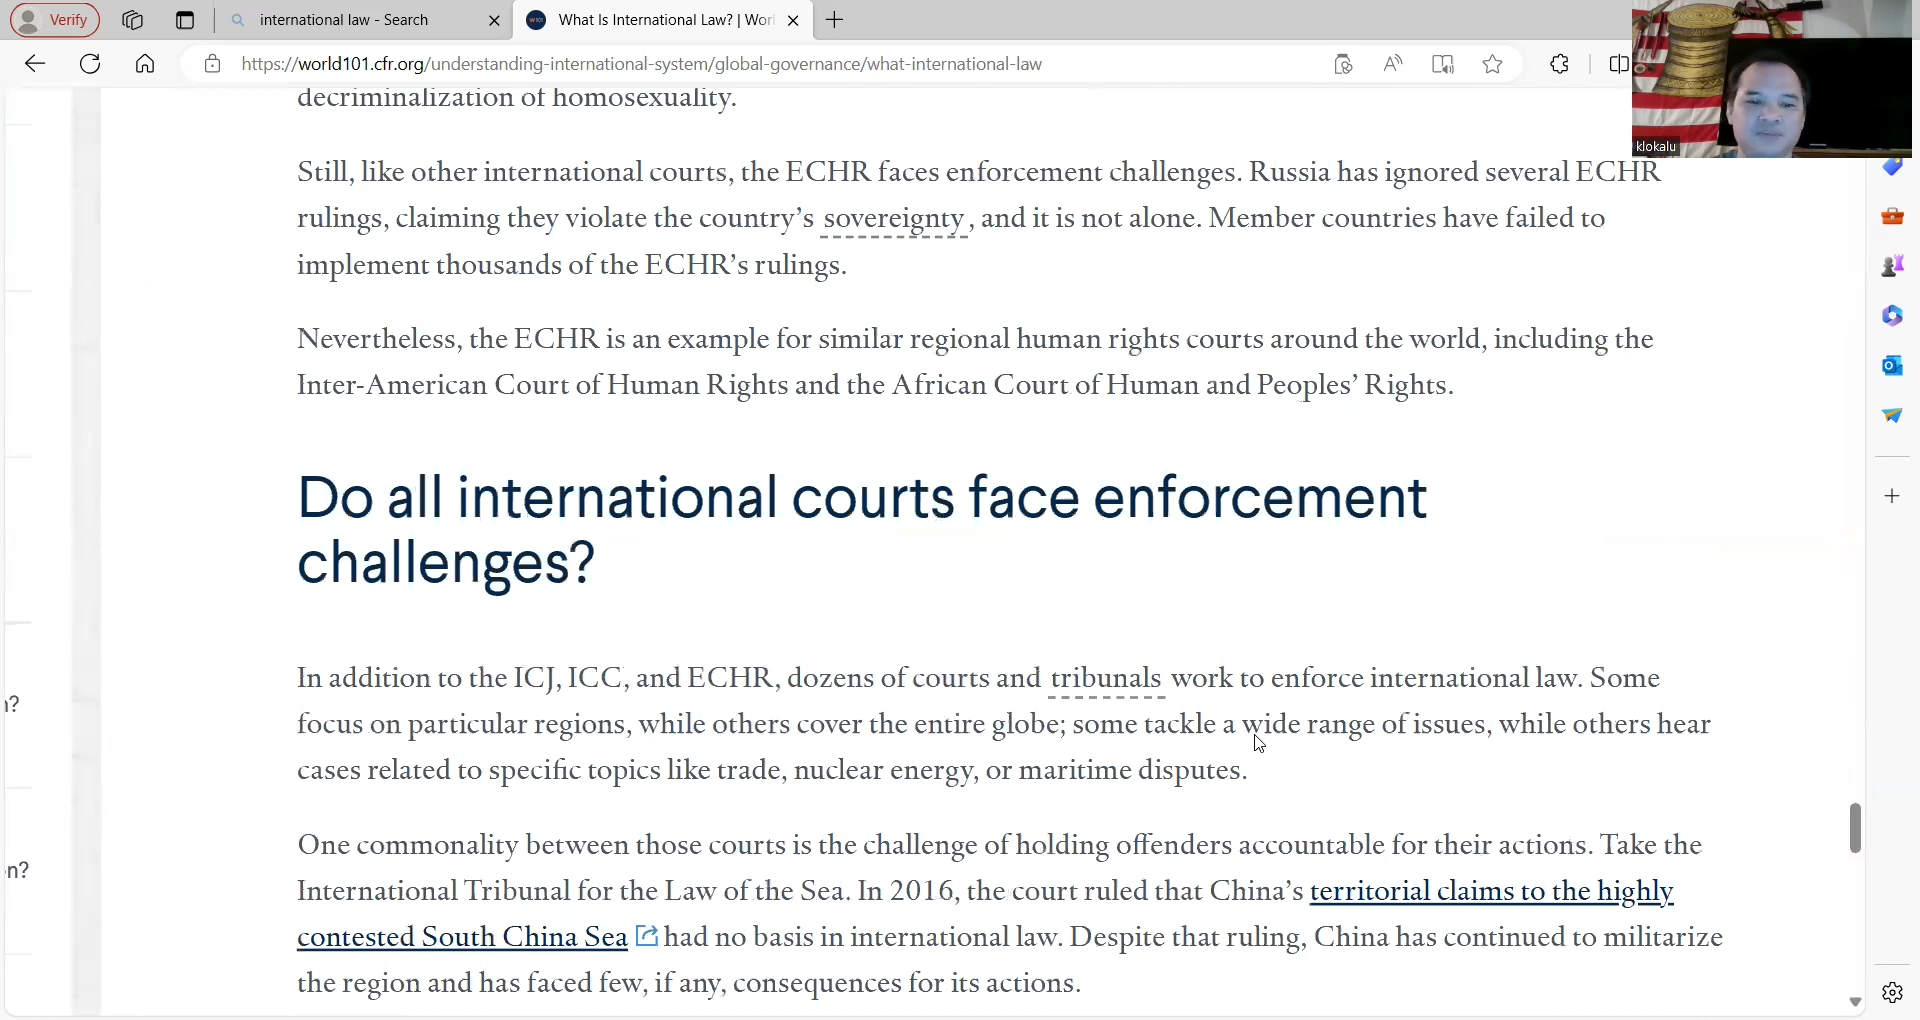 Verify
international law - Search
What Is International Law? | Worl
https://world101.cfr.org/understanding-international-system/global-governance/what-international-law
klokalu
decriminalization of homosexuality.
Still, like other international courts, the ECHR faces enforcement challenges. Russia has ignored several ECHR
rulings, claiming they violate the country’s sovereignty, and it is not alone. Member countries have failed to
implement thousands of the ECHR’s rulings.
Nevertheless, the ECHR is an example for similar regional human rights courts around the world, including the
Inter-American Court of Human Rights and the African Court of Human and Peoples’ Rights.
Do all international courts face enforcement
challenges?
In addition to the ICJ, ICC, and ECHR, dozens of courts and tribunals work to enforce international law. Some
focus on particular regions, while others cover the entire globe; some tackle a wide range of issues, while others hear
cases related to specific topics like trade, nuclear energy, or maritime disputes.
One commonality between those courts is the challenge of holding offenders accountable for their actions. Take the
International Tribunal for the Law of the Sea. In 2016, the court ruled that China’s territorial claims to the highly
contested South China Sea had no basis in international law. Despite that ruling, China has continued to militarize
the region and has faced few, if any, consequences for its actions.